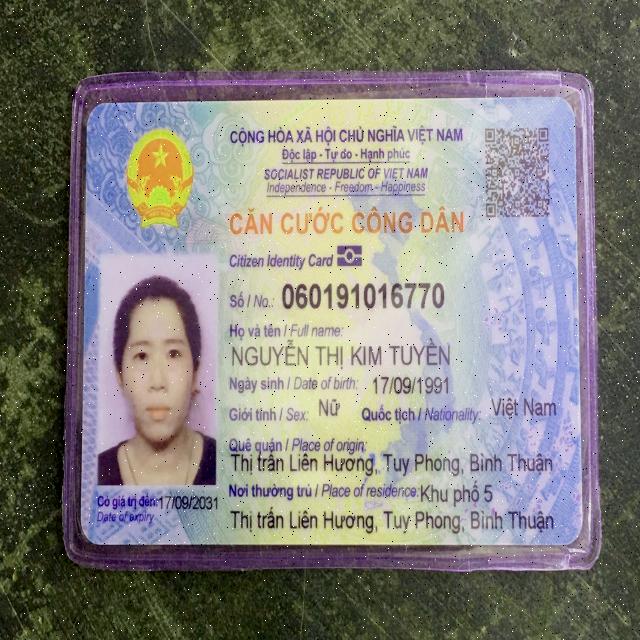 CỘNG HÒA XÃ HỘI CHỦ NGHĨA VIỆT NAM
Độc lập - Tự do - Hạnh phúc
SOCIALIST REPUBLIC OF VIET NAM
Independence - Freedom - Happiness
CĂN CƯỚC CÔNG DÂN
Citizen Identity Card
Số / No.: 060191016770
Họ và tên / Full name:
NGUYỄN THỊ KIM TUYỀN
Ngày sinh / Date of birth: 17/09/1991
Giới tính / Sex: Nữ Quốc tịch / Nationality: Việt Nam
Quê quán / Place of origin:
Thị trấn Liên Hương, Tuy Phong, Bình Thuận
Nơi thường trú / Place of residence: Khu phố 5
Thị trấn Liên Hương, Tuy Phong, Bình Thuận
Có giá trị đến: 17/09/2031
Date of expiry